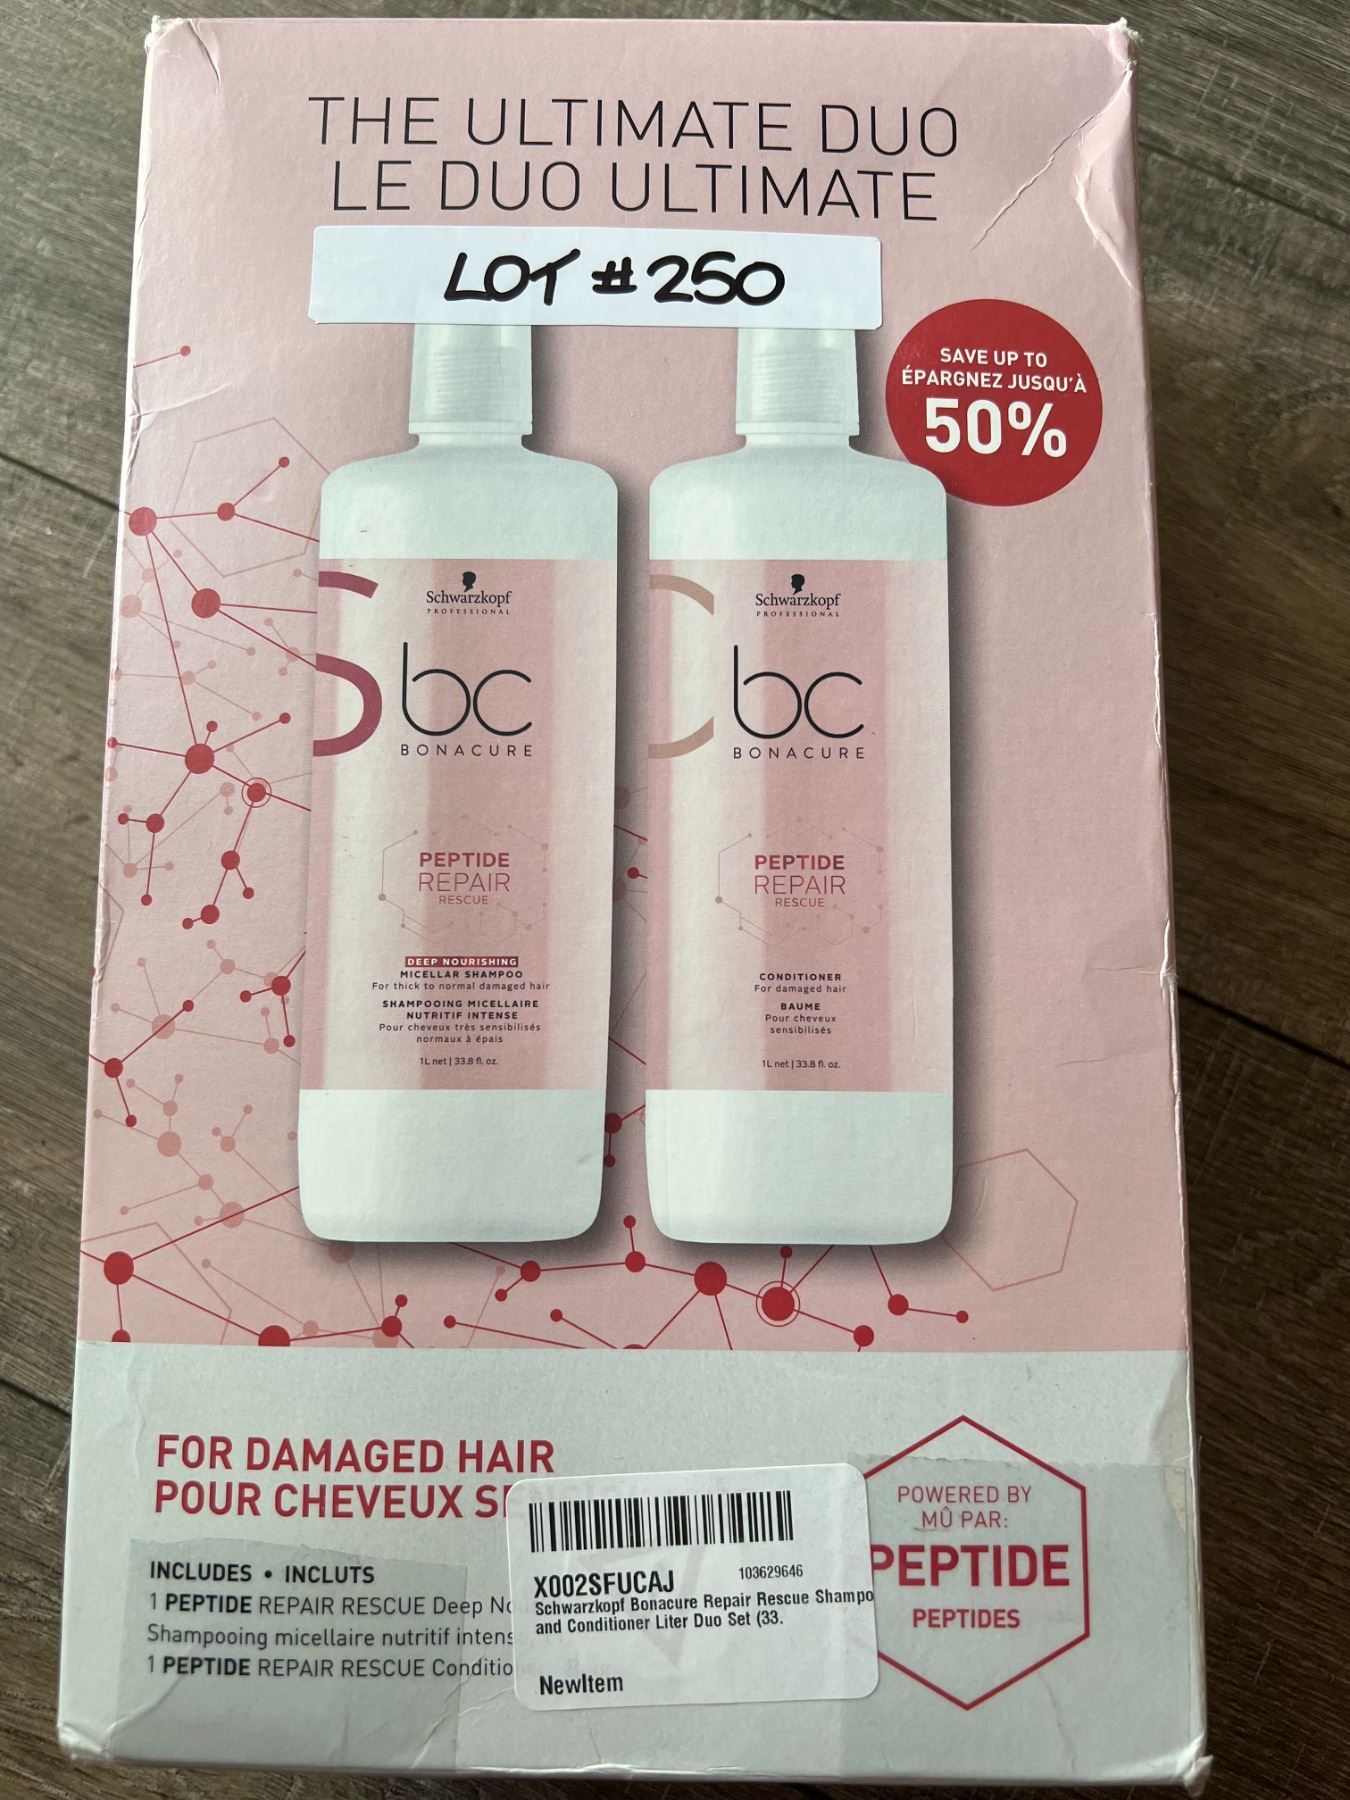 THE ULTIMATE DUO
LE DUO ULTIMATE
LOT #250
SAVE UP TO
ÉPARGNEZ JUSQU'À
50%
S
Schwarzkopf
PROFESSIONAL
bc
BONACURE
PEPTIDE
REPAIR
RESCUE
DEEP NOURISHING
MICELLAR SHAMPOO
For thick to normal damaged hair
SHAMPOOING MICELLAIRE
NUTRITIF INTENSE
Pour cheveux très sensibilisés
normaux à épais
1L net | 33.8 fl. oz.
C
Schwarzkopf
PROFESSIONAL
bc
BONACURE
PEPTIDE
REPAIR
RESCUE
CONDITIONER
For damaged hair
BAUME
Pour cheveux
sensibilisés
1L net | 33.8 fl. oz.
FOR DAMAGED HAIR
POUR CHEVEUX
INCLUDES • INCLUTS
1 PEPTIDE REPAIR RESCUE Deep
Shampooing micellaire nutritif intens
1 PEPTIDE REPAIR RESCUE Conditio
X002SFUCAJ
103629646
Schwarzkopf Bonacure Repair Rescue Shampo
and Conditioner Liter Duo Set (33.
NewItem
POWERED BY
MÛ PAR:
PEPTIDE
PEPTIDES